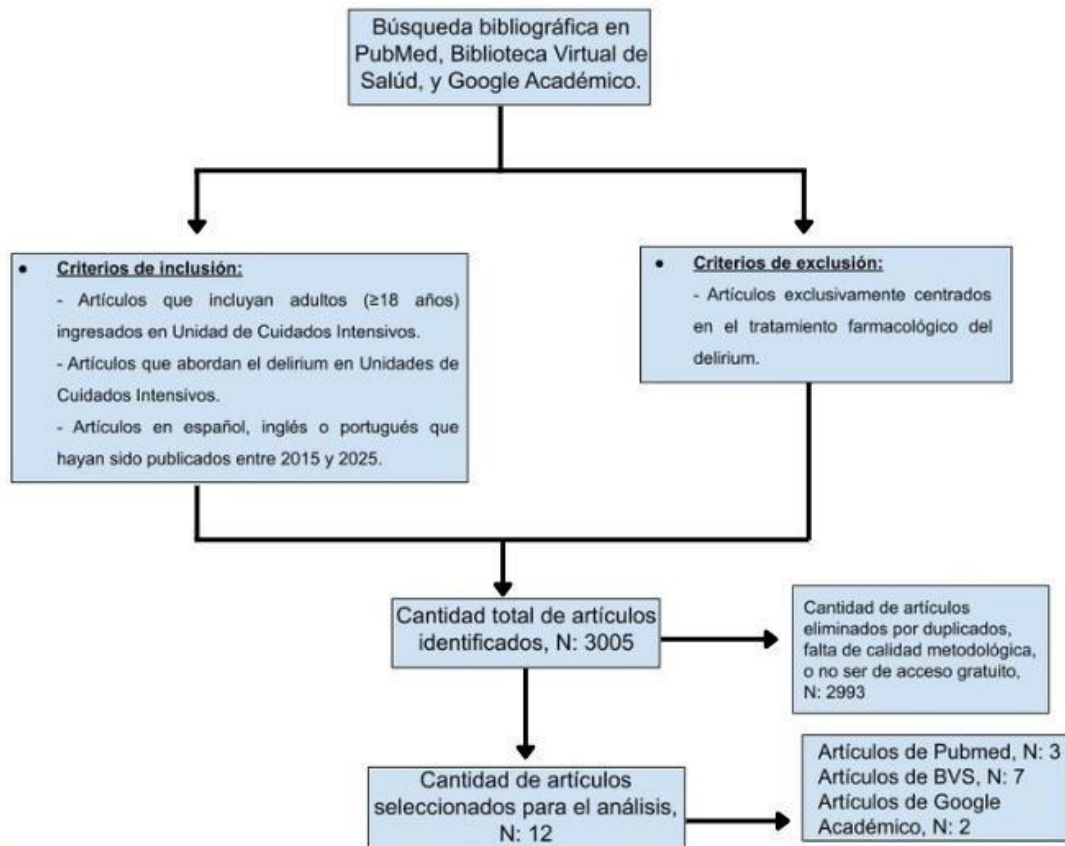 Búsqueda bibliográfica en
PubMed, Biblioteca Virtual de
Salúd, y Google Académico.
● Criterios de inclusión:
- Artículos que incluyan adultos (≥18 años)
ingresados en Unidad de Cuidados Intensivos.
- Artículos que abordan el delirium en Unidades de
Cuidados Intensivos.
- Artículos en español, inglés o portugués que
hayan sido publicados entre 2015 y 2025.
● Criterios de exclusión:
- Artículos exclusivamente centrados
en el tratamiento farmacológico del
delirium.
Cantidad total de artículos
identificados, N: 3005
Cantidad de artículos
eliminados por duplicados,
falta de calidad metodológica,
o no ser de acceso gratuito,
N: 2993
Cantidad de artículos
seleccionados para el análisis,
N: 12
Artículos de Pubmed, N: 3
Artículos de BVS, N: 7
Artículos de Google
Académico, N: 2